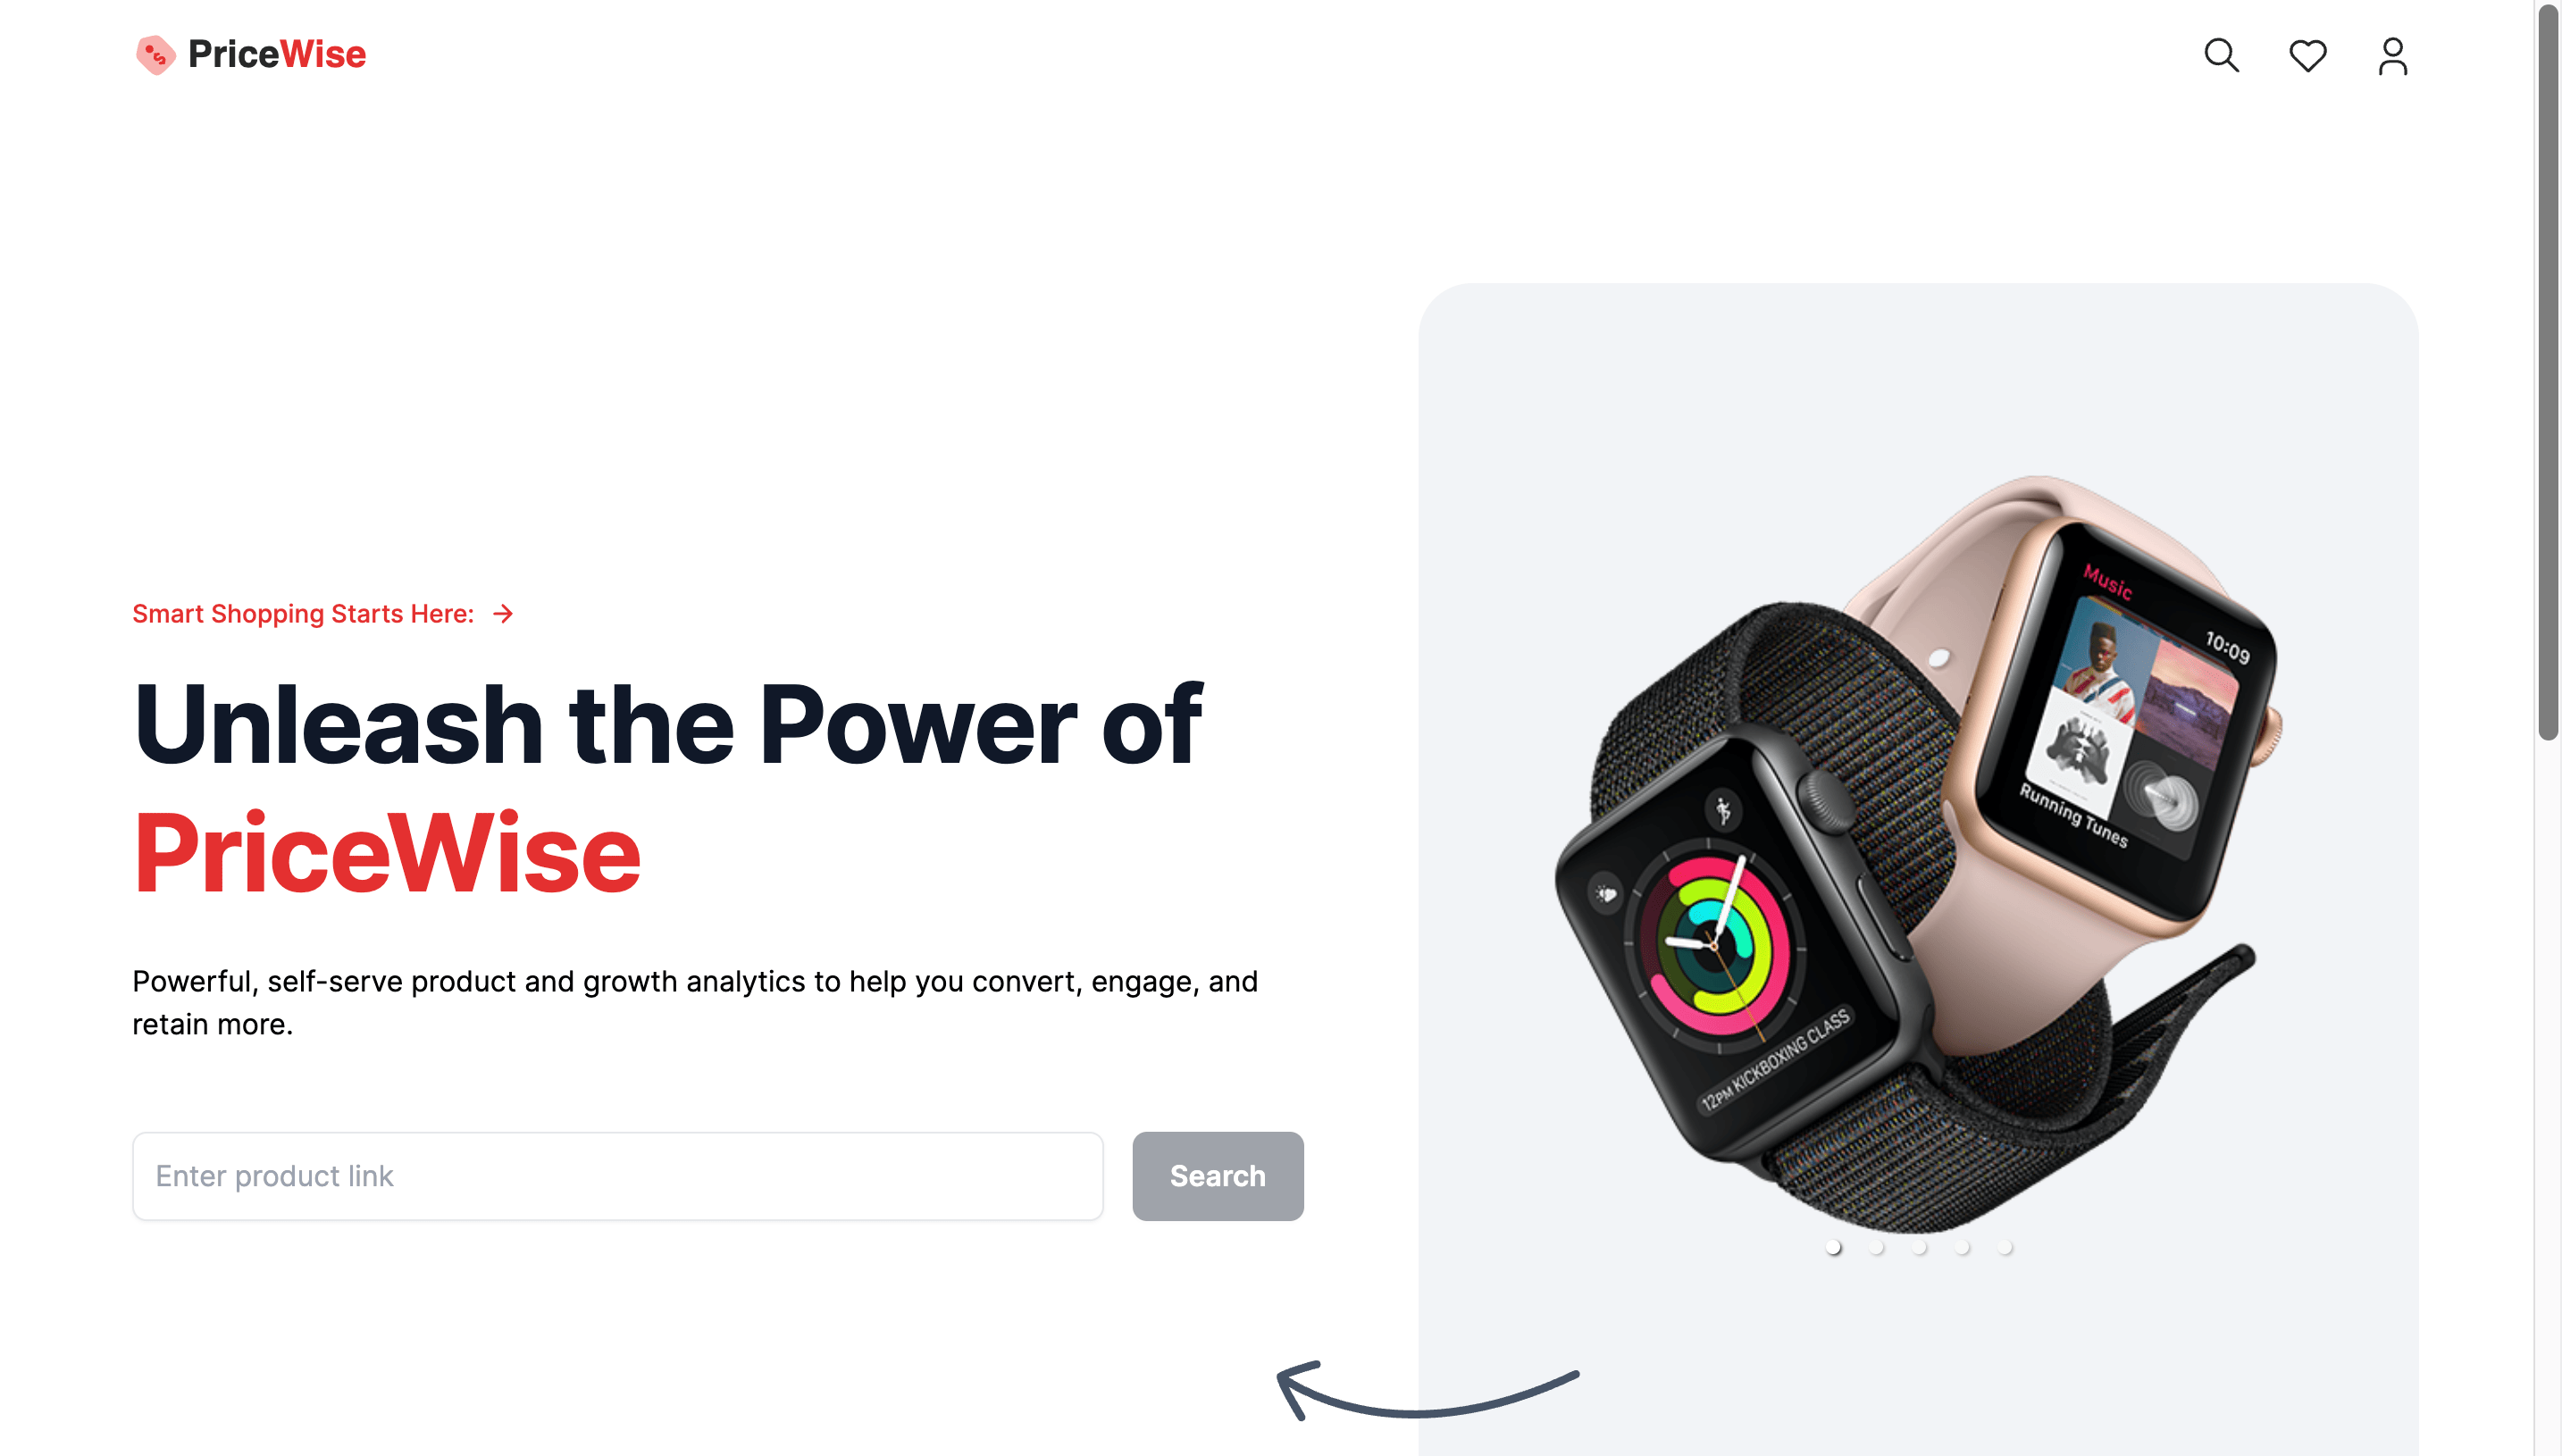 PriceWise
Smart Shopping Starts Here:
Unleash the Power of
PriceWise
Powerful, self-serve product and growth analytics to help you convert, engage, and
retain more.
Enter product link
Search
Music
10:09
Running Tunes
12PM KICKBOXING CLASS